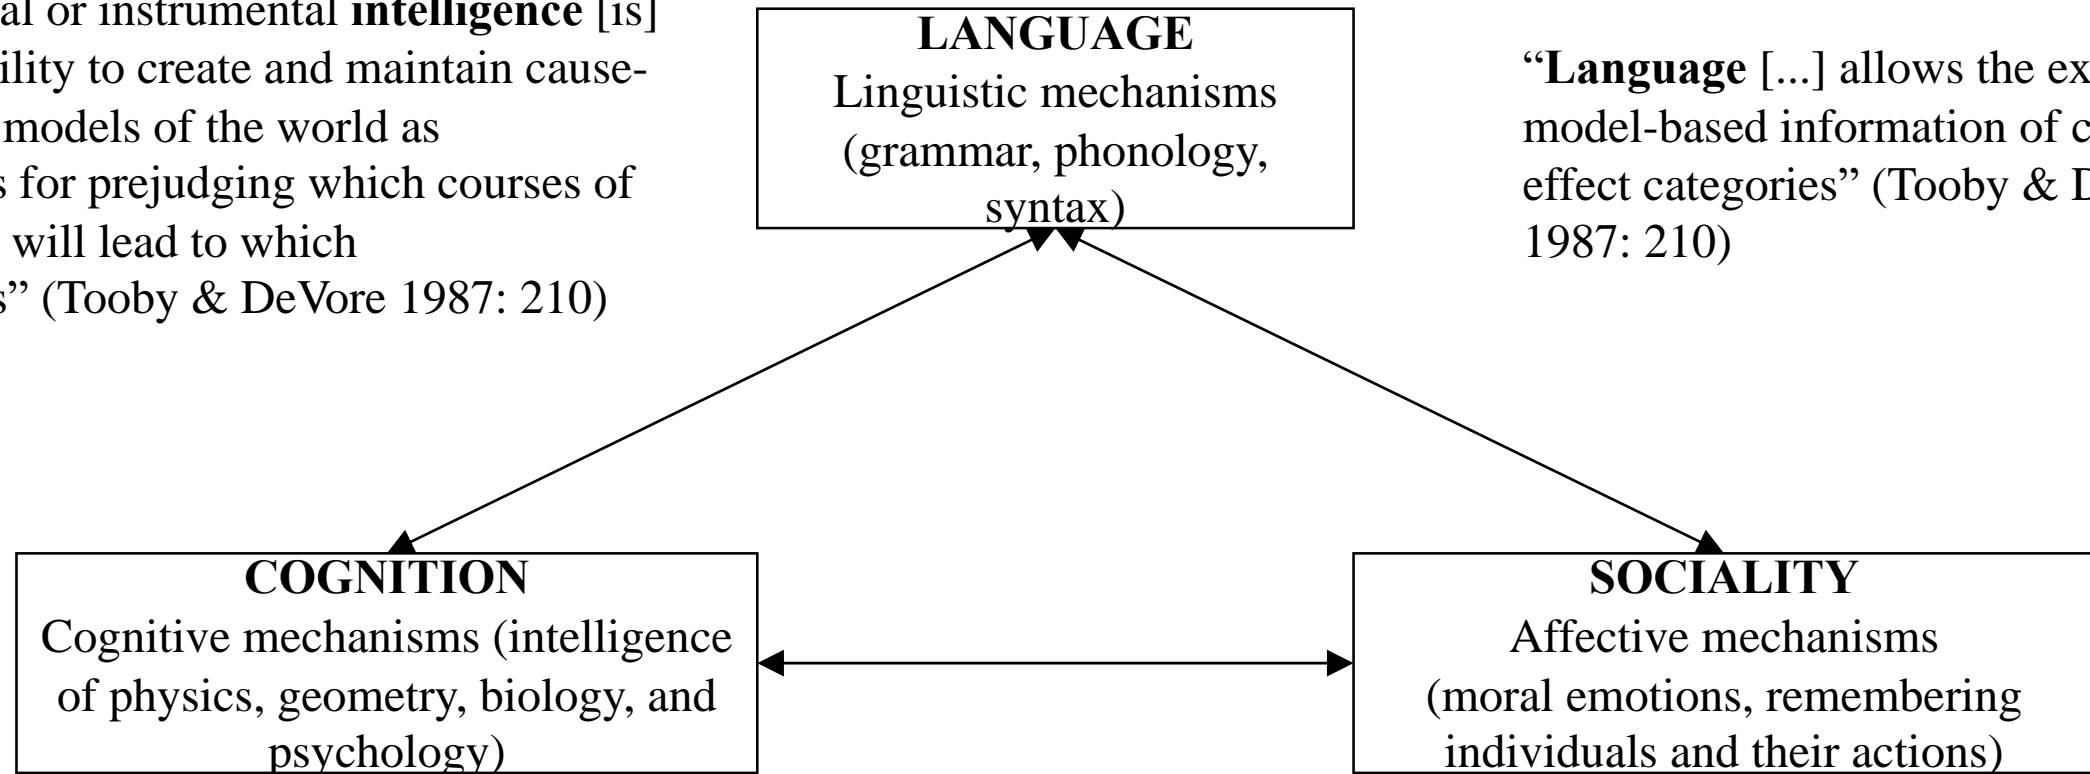 al or instrumental intelligence [is]
ility to create and maintain cause-
models of the world as
s for prejudging which courses of
will lead to which
s” (Tooby & DeVore 1987: 210)
LANGUAGE
Linguistic mechanisms
(grammar, phonology,
syntax)
“Language [...] allows the ex
model-based information of c
effect categories” (Tooby & D
1987: 210)
COGNITION
Cognitive mechanisms (intelligence
of physics, geometry, biology, and
psychology)
SOCIALITY
Affective mechanisms
(moral emotions, remembering
individuals and their actions)